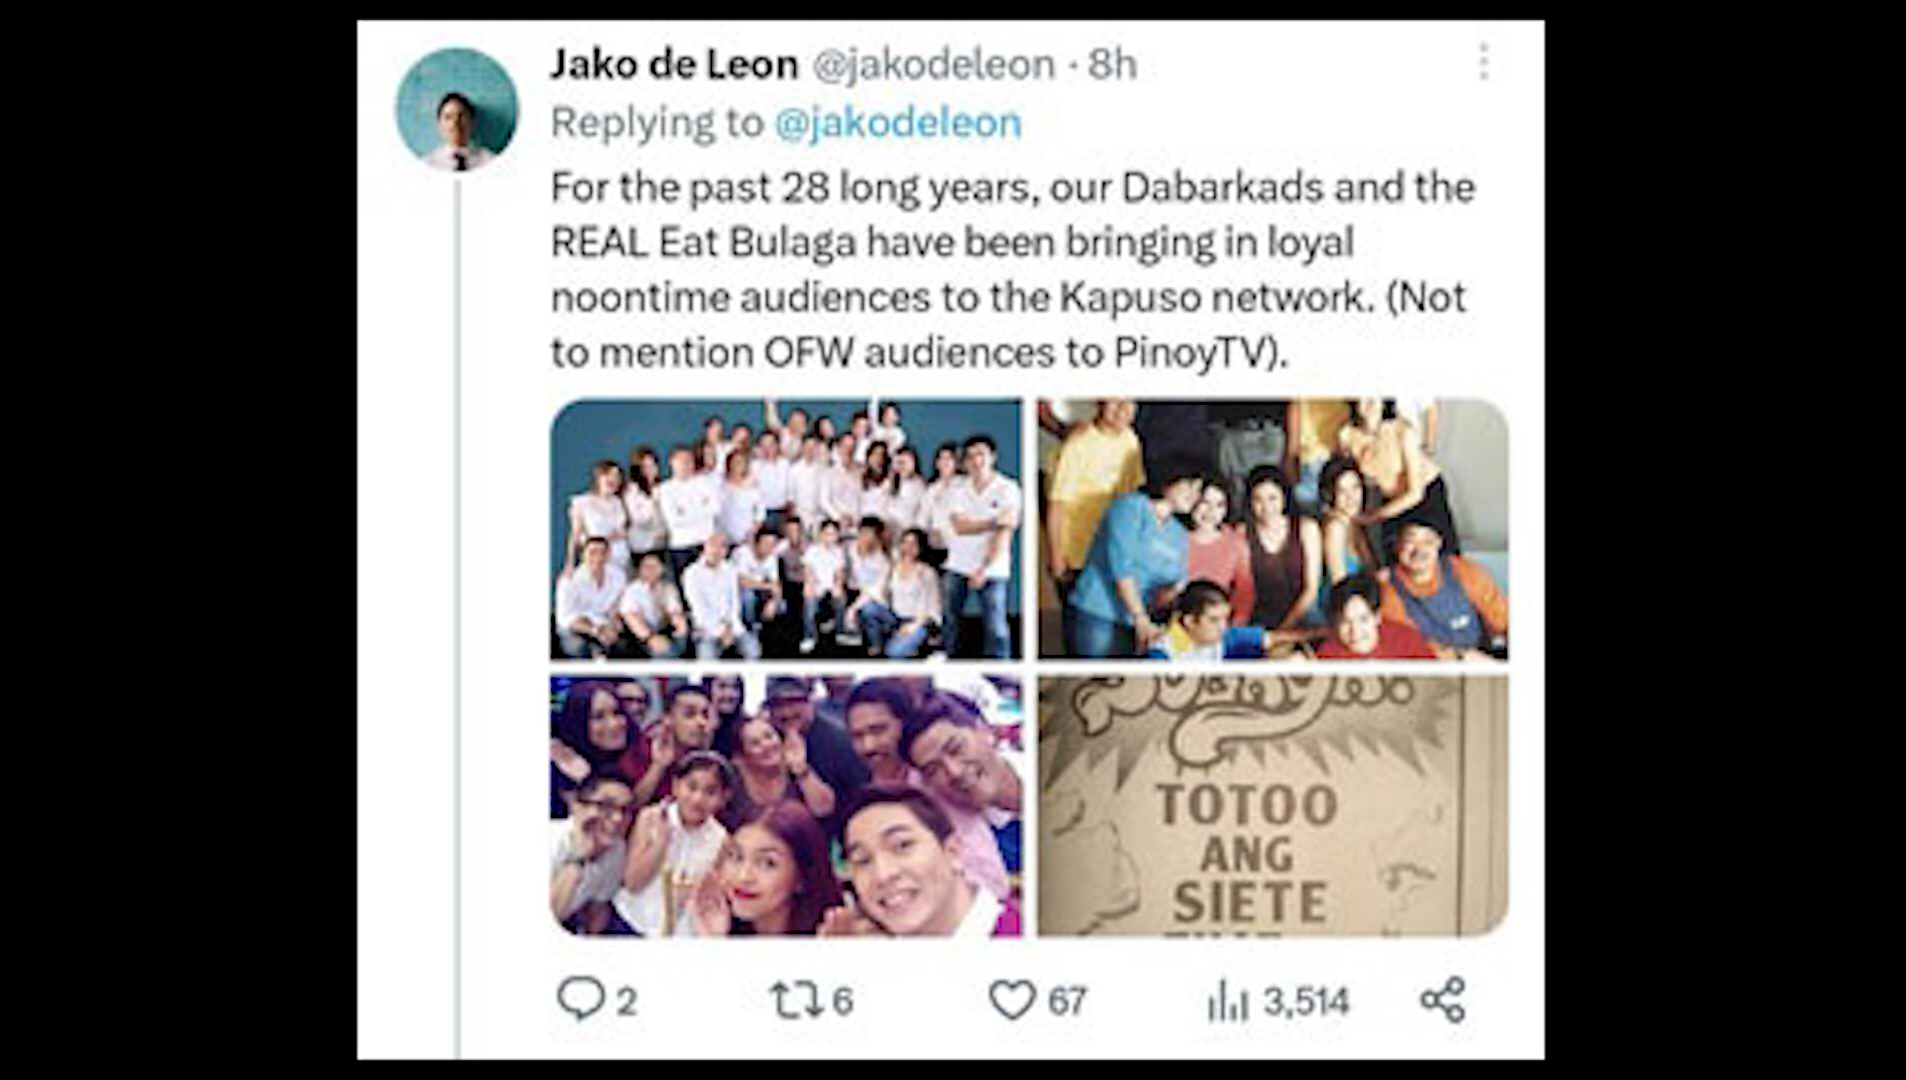 Jako de Leon @jakodeleon · 8h
Replying to @jakodeleon
For the past 28 long years, our Dabarkads and the
REAL Eat Bulaga have been bringing in loyal
noontime audiences to the Kapuso network. (Not
to mention OFW audiences to PinoyTV).
TOTOO
ANG
SIETE
2 6 67 3,514